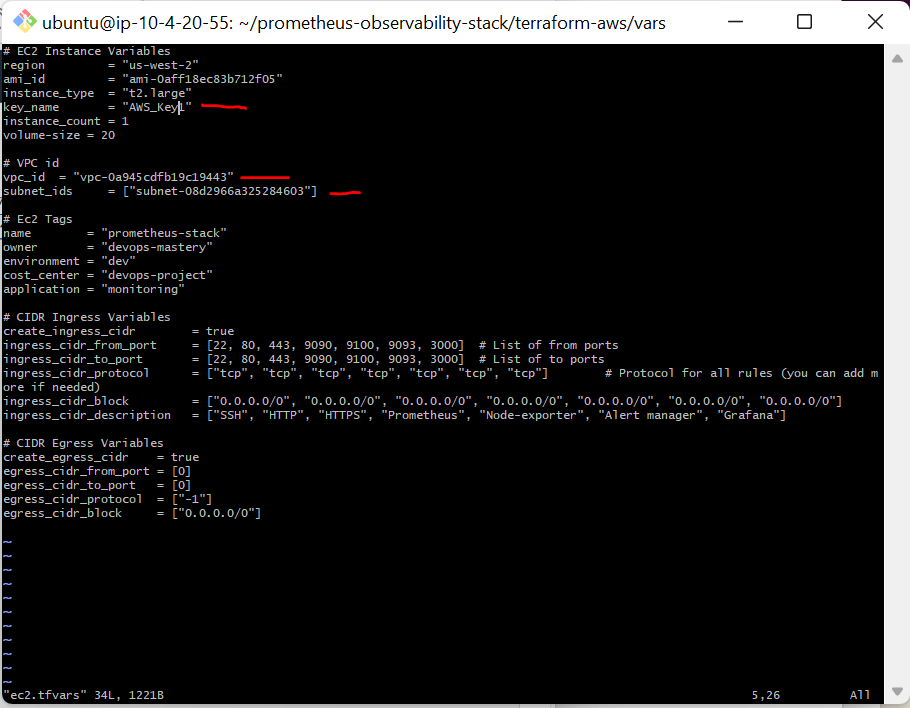 ubuntu@ip-10-4-20-55: ~/prometheus-observability-stack/terraform-aws/vars
# EC2 Instance Variables
region         = "us-west-2"
ami_id         = "ami-0aff18ec83b712f05"
instance_type  = "t2.large"
key_name       = "AWS_Key1"
instance_count = 1
volume-size = 20
# VPC id
vpc_id  = "vpc-0a945cdfb19c19443"
subnet_ids     = ["subnet-08d2966a325284603"]
# Ec2 Tags
name        = "prometheus-stack"
owner       = "devops-mastery"
environment = "dev"
cost_center = "devops-project"
application = "monitoring"
# CIDR Ingress Variables
create_ingress_cidr        = true
ingress_cidr_from_port     = [22, 80, 443, 9090, 9100, 9093, 3000]  # List of from ports
ingress_cidr_to_port       = [22, 80, 443, 9090, 9100, 9093, 3000]  # List of to ports
ingress_cidr_protocol      = ["tcp", "tcp", "tcp", "tcp", "tcp", "tcp", "tcp"]        # Protocol for all rules (you can add m
ore if needed)
ingress_cidr_block         = ["0.0.0.0/0", "0.0.0.0/0", "0.0.0.0/0", "0.0.0.0/0", "0.0.0.0/0", "0.0.0.0/0", "0.0.0.0/0"]
ingress_cidr_description   = ["SSH", "HTTP", "HTTPS", "Prometheus", "Node-exporter", "Alert manager", "Grafana"]
# CIDR Egress Variables
create_egress_cidr    = true
egress_cidr_from_port = [0]
egress_cidr_to_port   = [0]
egress_cidr_protocol  = ["-1"]
egress_cidr_block     = ["0.0.0.0/0"]
~
~
~
~
~
~
~
~
~
~
~
"ec2.tfvars" 34L, 1221B                                                                    5,26          All